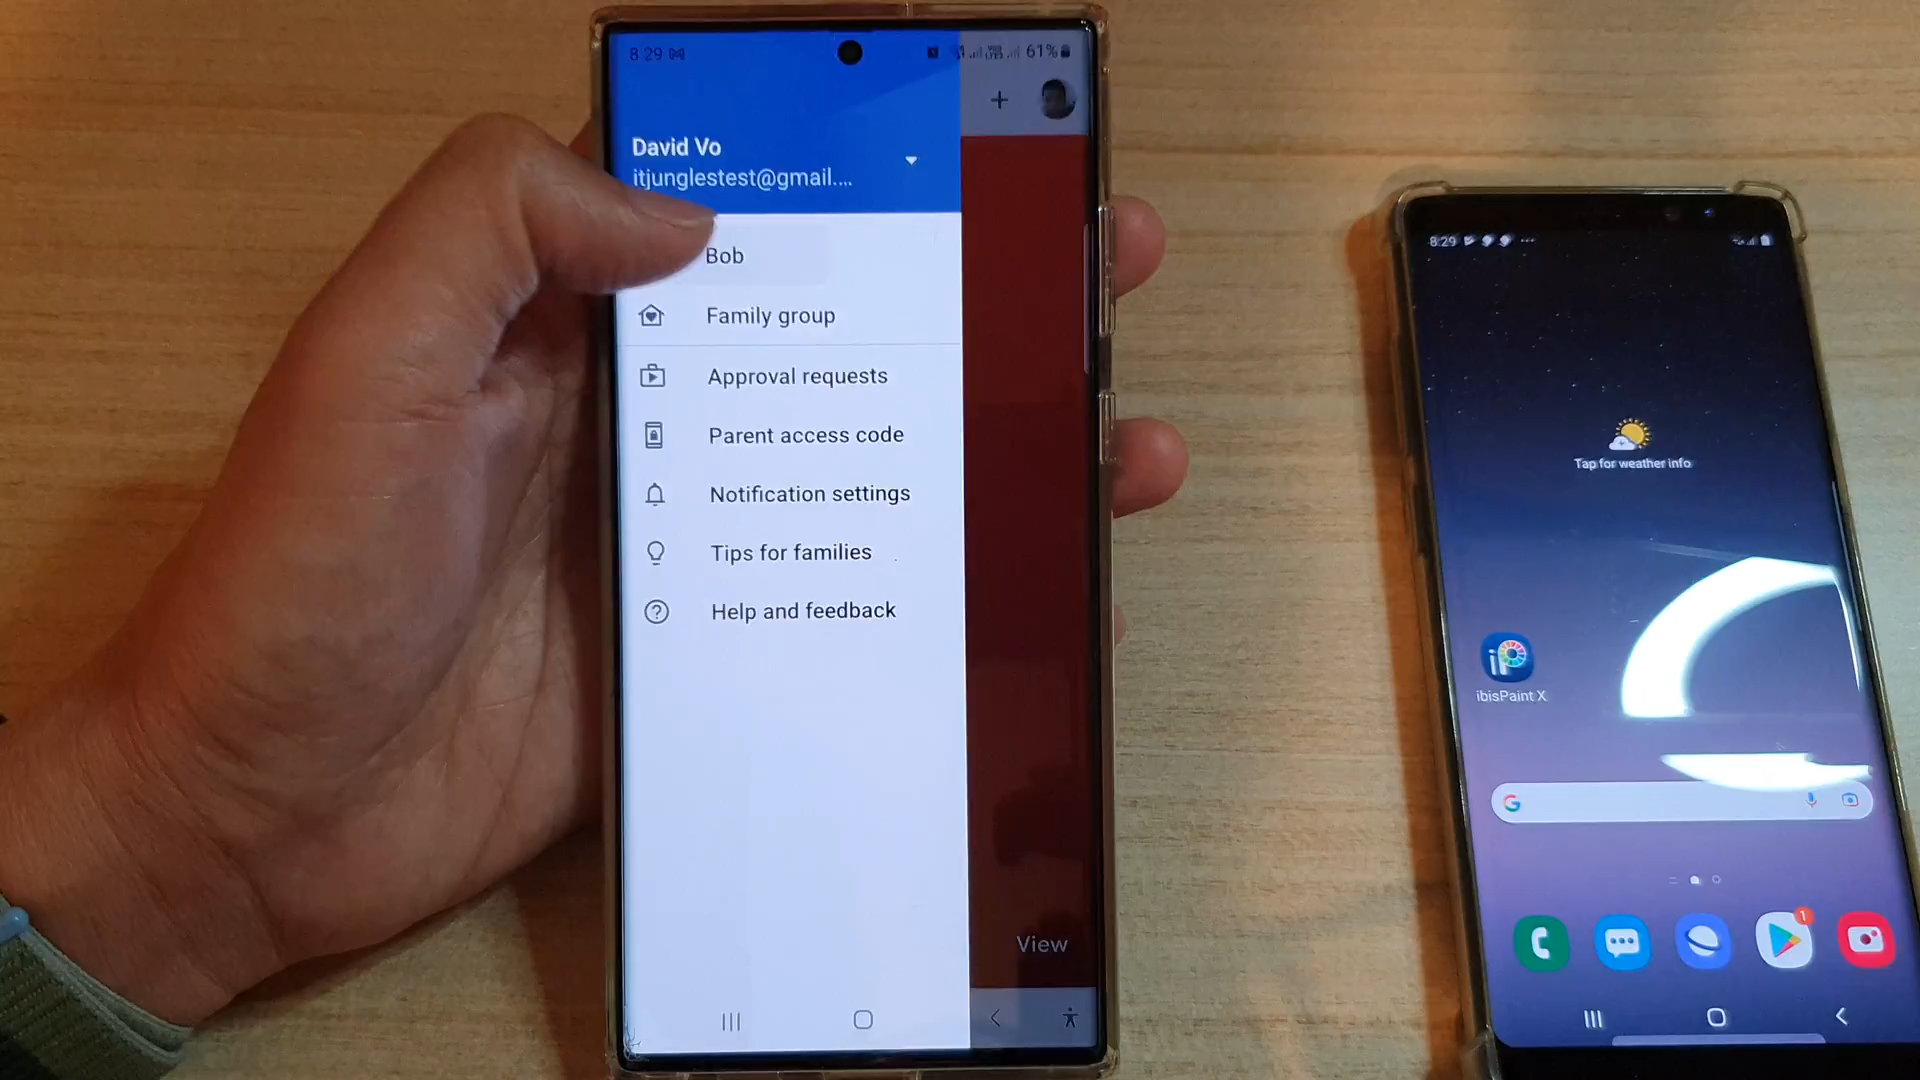 8:29
61%
David Vo
itjunglestest@gmail....
Bob
Family group
Approval requests
Parent access code
Notification settings
Tips for families
Help and feedback
View
8:29
Tap for weather info
ibisPaint X
1